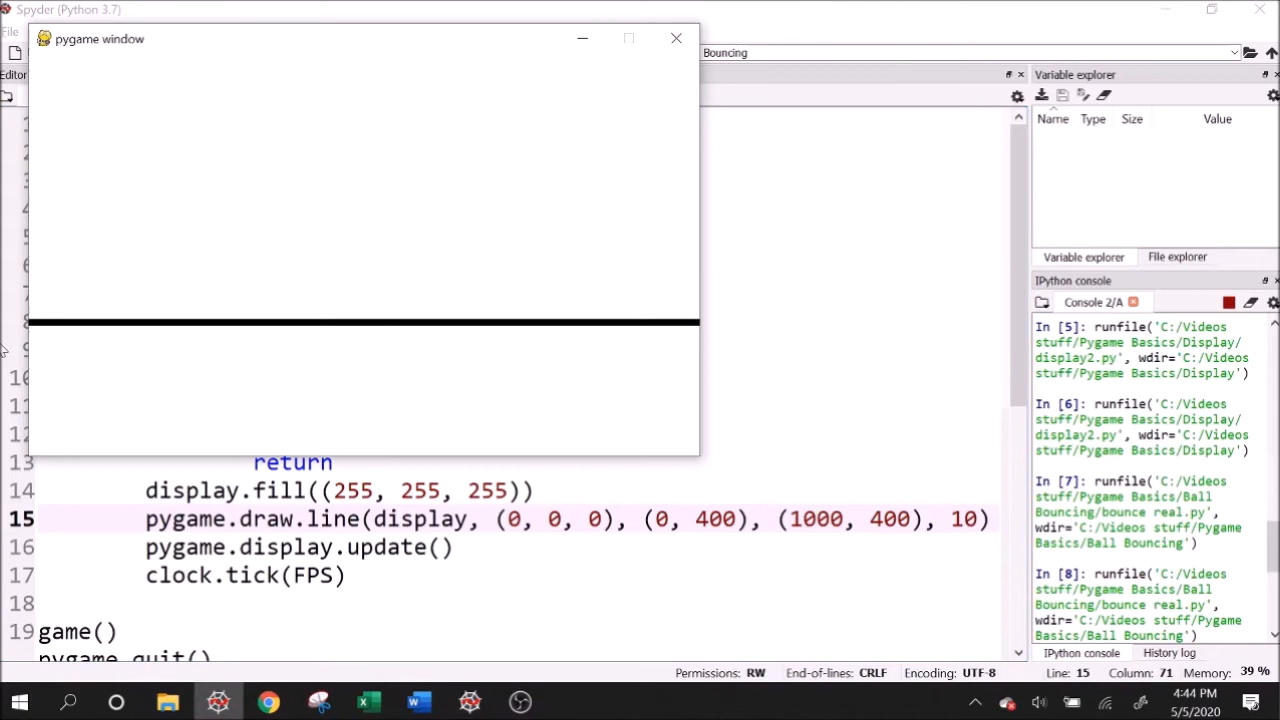 Spyder (Python 3.7)
File
pygame window
Bouncing
Editor
Variable explorer
Name Type Size Value
Variable explorer File explorer
IPython console
Console 2/A
In [5]: runfile('C:/Videos
stuff/Pygame Basics/Display/
display2.py', wdir='C:/Videos
stuff/Pygame Basics/Display')
In [6]: runfile('C:/Videos
stuff/Pygame Basics/Display/
display2.py', wdir='C:/Videos
stuff/Pygame Basics/Display')
In [7]: runfile('C:/Videos
stuff/Pygame Basics/Ball
Bouncing/bounce real.py',
wdir='C:/Videos stuff/Pygame
Basics/Ball Bouncing')
In [8]: runfile('C:/Videos
stuff/Pygame Basics/Ball
Bouncing/bounce real.py',
wdir='C:/Videos stuff/Pygame
Basics/Ball Bouncing')
IPython console History log
10
11
12
13 return
14 display.fill((255, 255, 255))
15 pygame.draw.line(display, (0, 0, 0), (0, 400), (1000, 400), 10)
16 pygame.display.update()
17 clock.tick(FPS)
18
19 game()
pygame.quit()
Permissions: RW End-of-lines: CRLF Encoding: UTF-8 Line: 15 Column: 71 Memory: 39 %
4:44 PM
5/5/2020